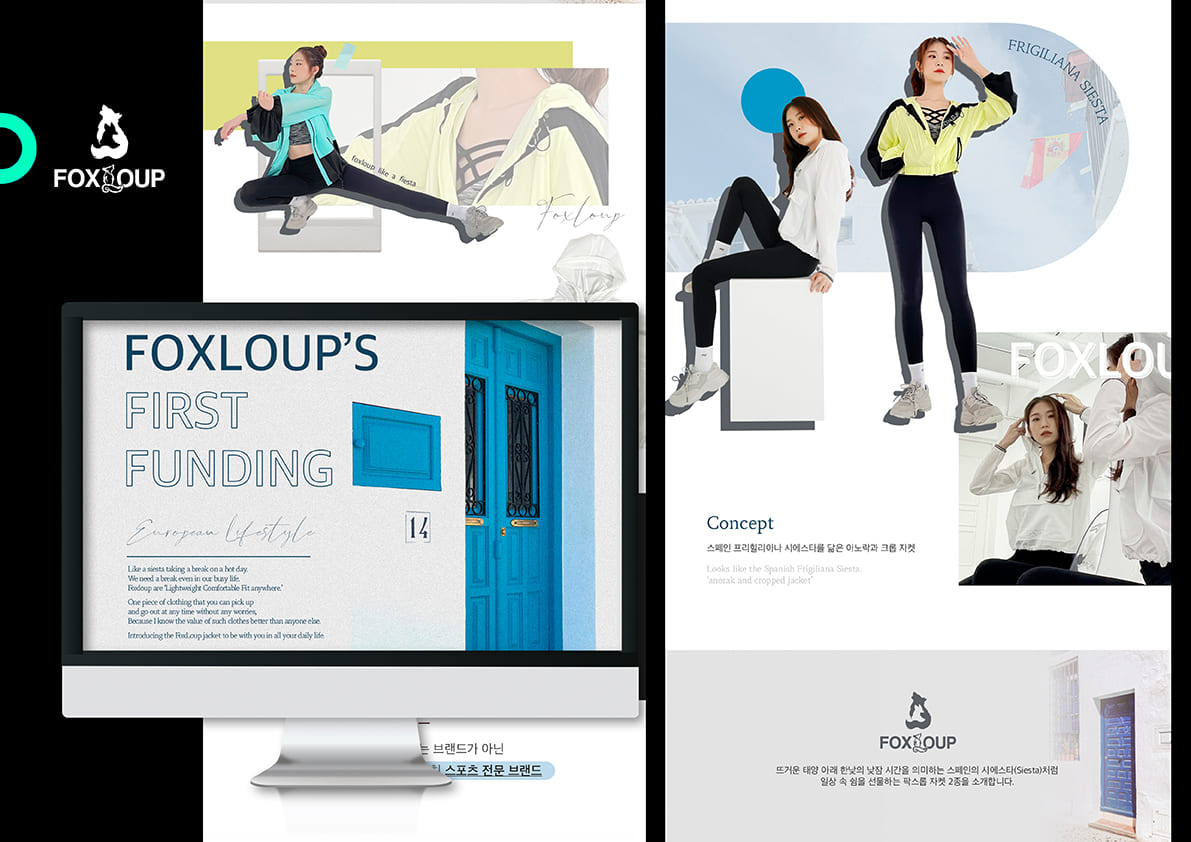 FOXLOUP
foxloup like a fiesta
Foxloup
FOXLOUP'S
FIRST
FUNDING
European Lifestyle
14
Like a siesta taking a break on a hot day.
We need a break even in our busy life.
Foxloup are 'Lightweight Comfortable Fit anywhere.'
One piece of clothing that you can pick up
and go out at any time without any worries,
Because I know the value of such clothes better than anyone else.
Introducing the FoxLoup jacket to be with you in all your daily life.
는 브랜드가 아닌
스포츠 전문 브랜드
FRIGILIANA SIESTA
FOXLOU
Concept
스페인 프리힐리아나 시에스타를 닮은 아노락과 크롭 자켓
Looks like the Spanish Frigiliana Siesta.
'anorak and cropped jacket'
FOXLOUP
뜨거운 태양 아래 한낮의 낮잠 시간을 의미하는 스페인의 시에스타(Siesta)처럼
일상 속 쉼을 선물하는 팍스룹 자켓 2종을 소개합니다.